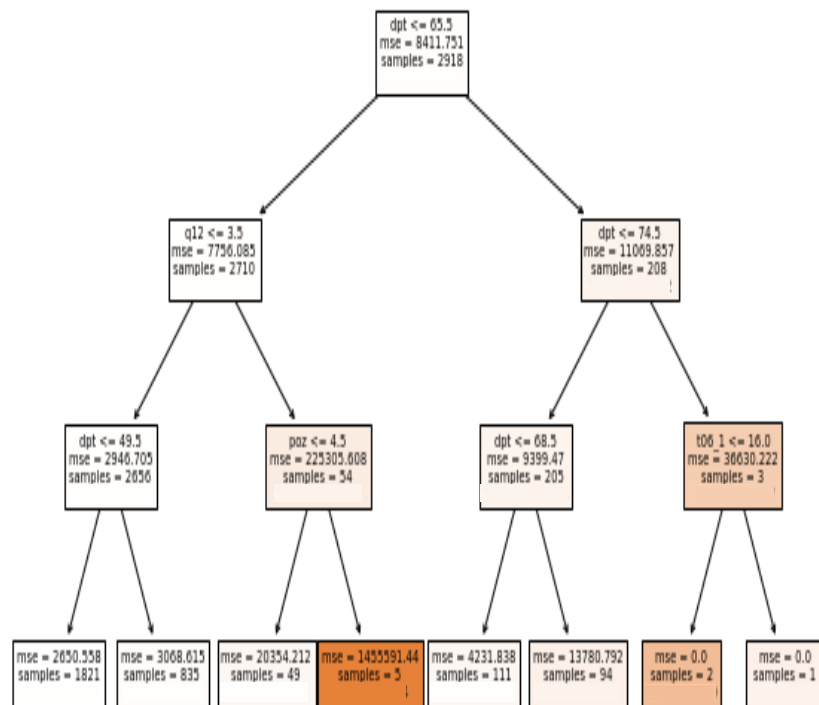 dpt <= 65.5
mse = 8411.751
samples = 2918
q12 <= 3.5
mse = 7756.085
samples = 2710
dpt <= 74.5
mse = 11069.857
samples = 208
dpt <= 49.5
mse = 2946.705
samples = 2656
poz <= 4.5
mse = 225305.608
samples = 54
dpt <= 68.5
mse = 9399.47
samples = 205
t06_1 <= 16.0
mse = 36630.222
samples = 3
mse = 2650.558
samples = 1821
mse = 3068.615
samples = 835
mse = 20354.212
samples = 49
mse = 1455591.44
samples = 5
mse = 4231.838
samples = 111
mse = 13780.792
samples = 94
mse = 0.0
samples = 2
mse = 0.0
samples = 1